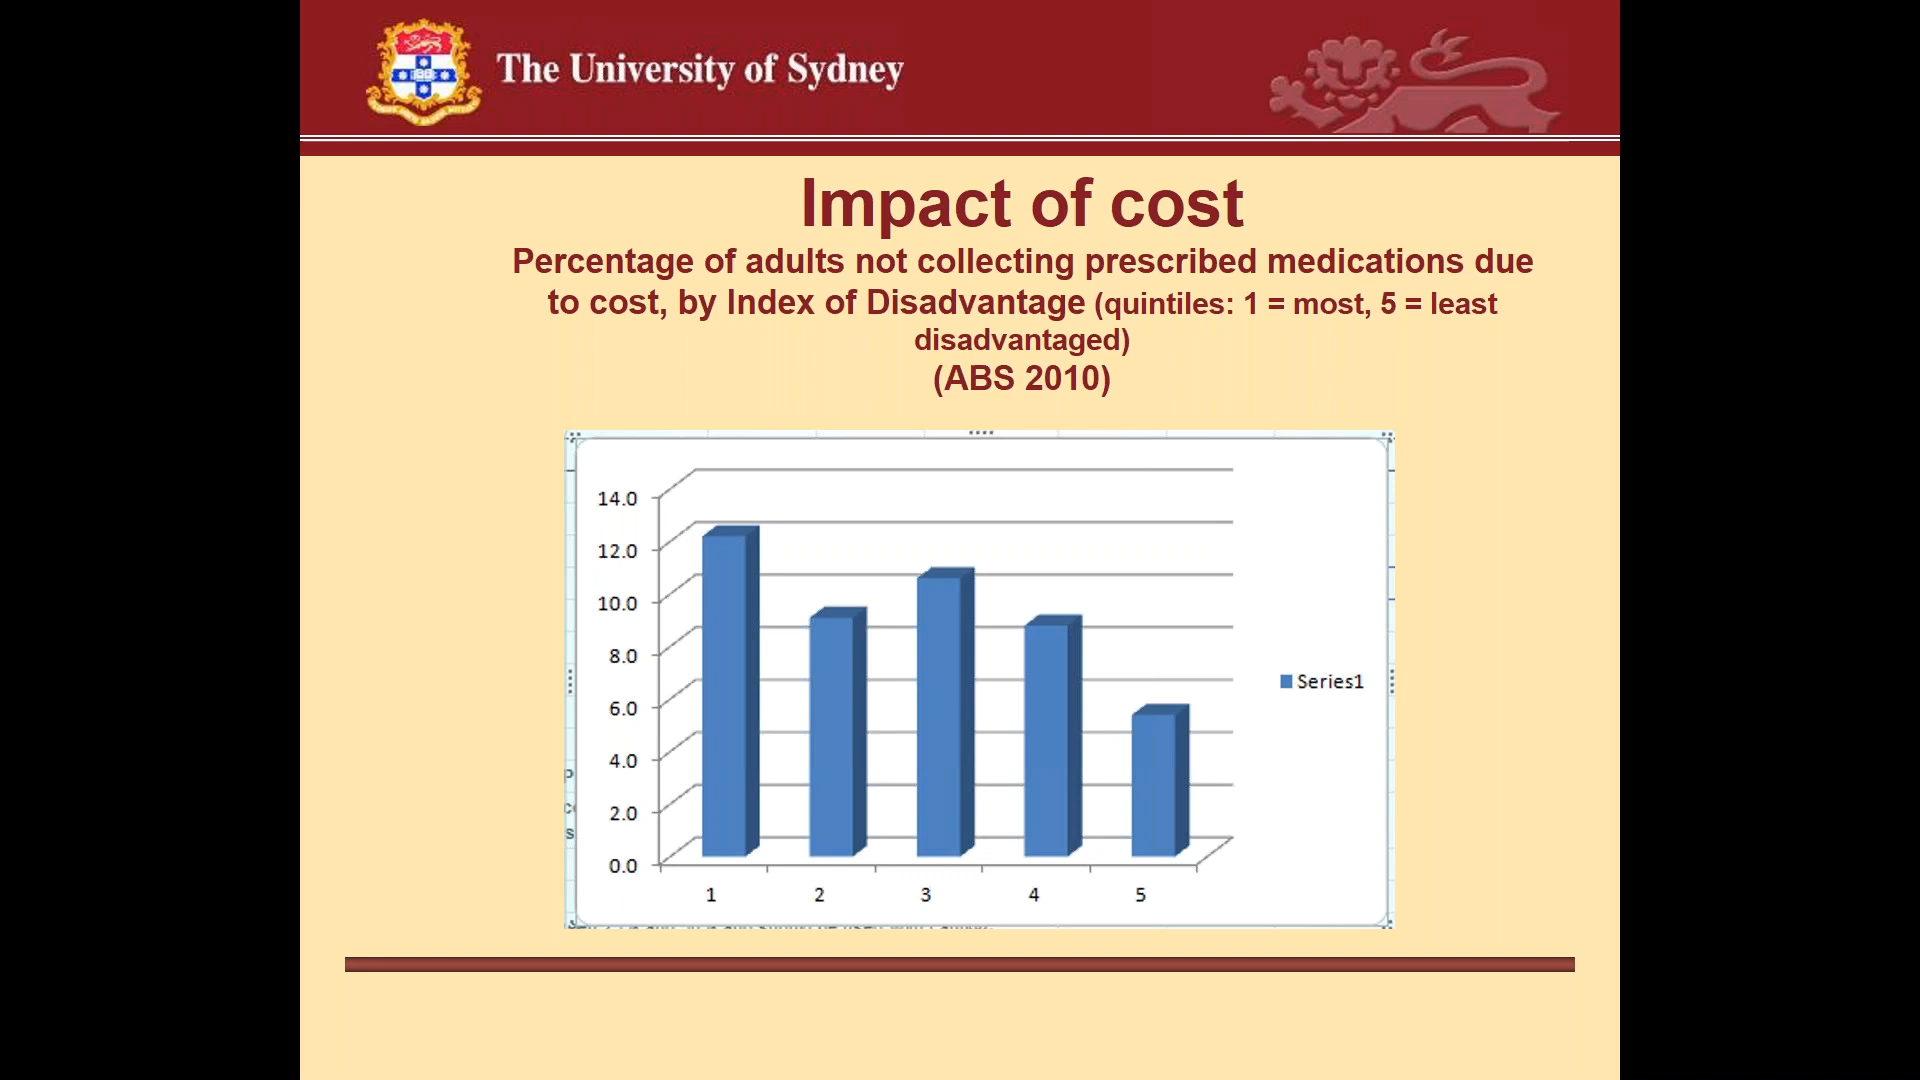 The University of Sydney
Impact of cost
Percentage of adults not collecting prescribed medications due
to cost, by Index of Disadvantage (quintiles: 1 = most, 5 = least
disadvantaged)
(ABS 2010)
14.0
12.0
10.0
8.0
6.0
4.0
2.0
0.0
1 2 3 4 5
Series1